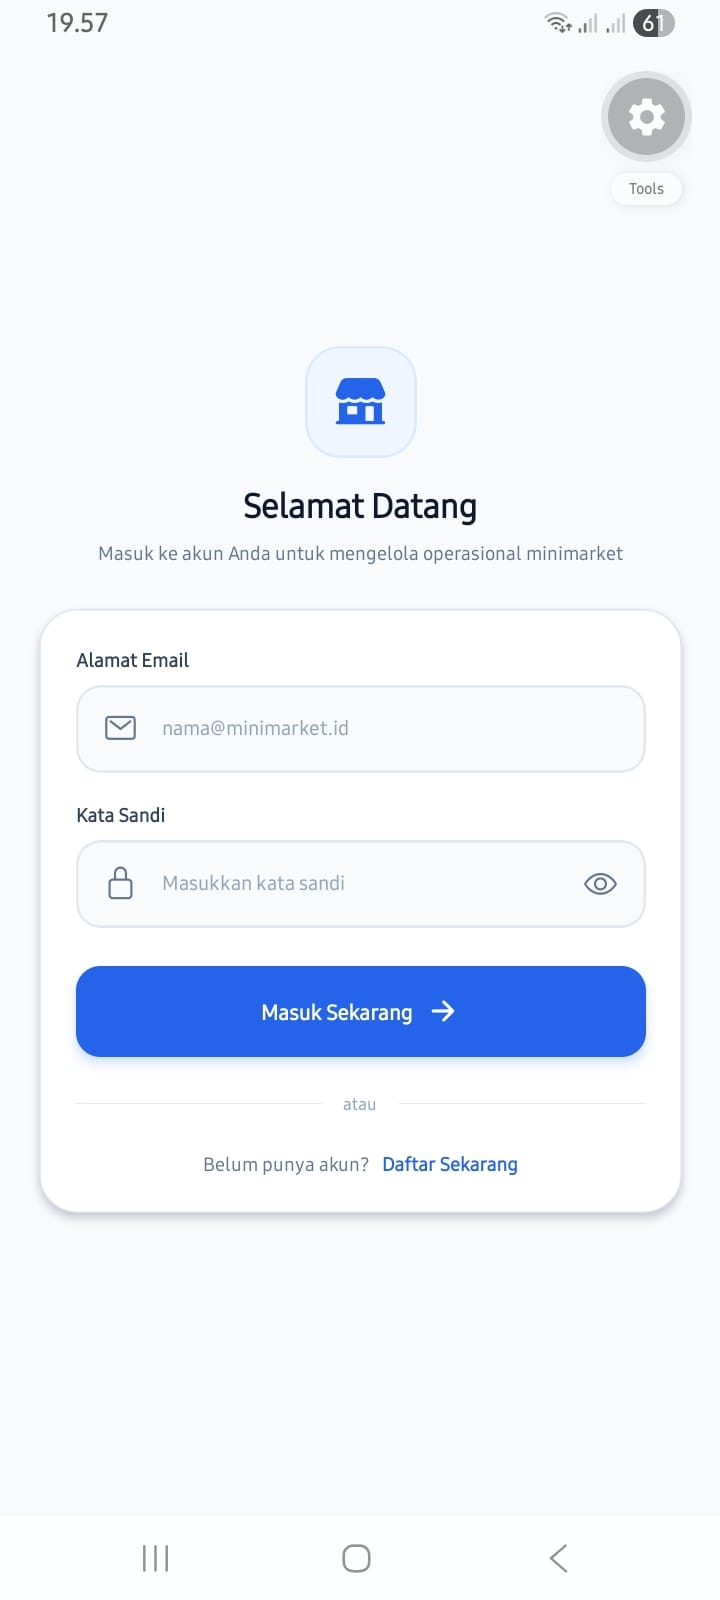 19.57
61
Tools
Selamat Datang
Masuk ke akun Anda untuk mengelola operasional minimarket
Alamat Email
nama@minimarket.id
Kata Sandi
Masukkan kata sandi
Masuk Sekarang
atau
Belum punya akun? Daftar Sekarang